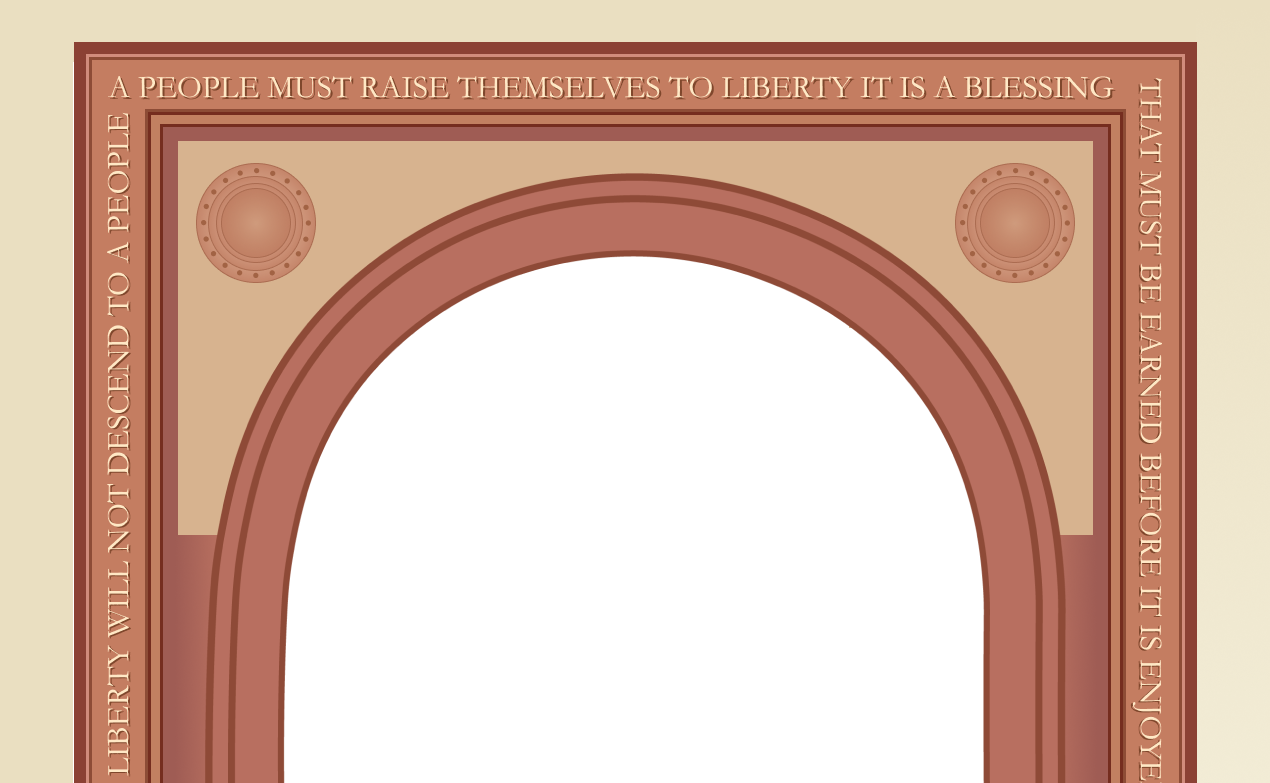 LIBERTY WILL NOT DESCEND TO A PEOPLE
A PEOPLE MUST RAISE THEMSELVES TO LIBERTY IT IS A BLESSING
THAT MUST BE EARNED BEFORE IT IS ENJOYE